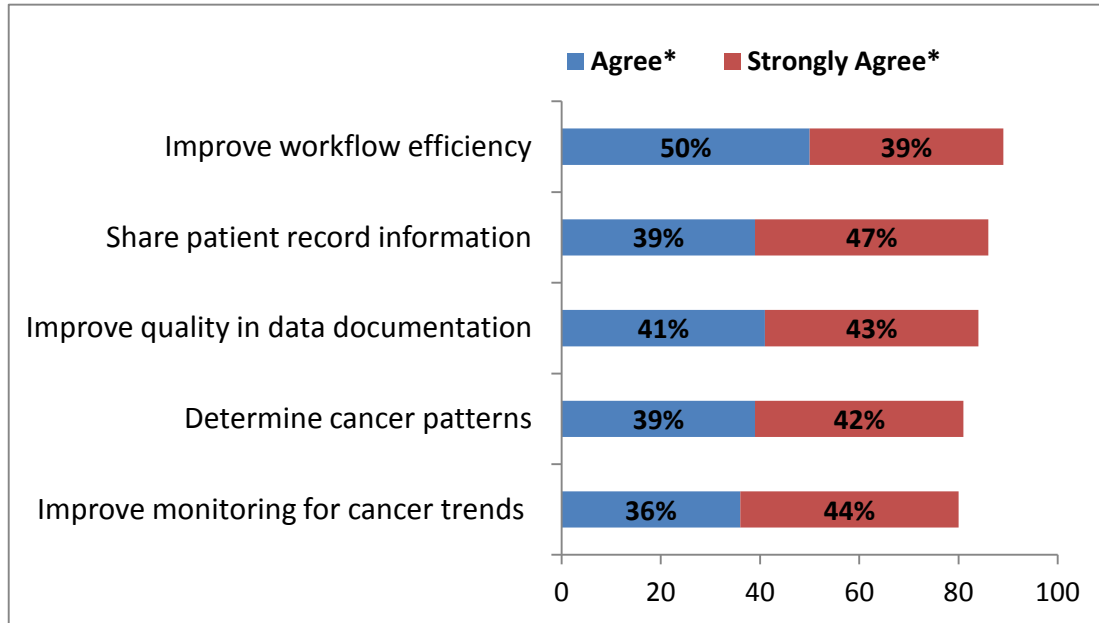 Agree* Strongly Agree*
Improve workflow efficiency 50% 39%
Share patient record information 39% 47%
Improve quality in data documentation 41% 43%
Determine cancer patterns 39% 42%
Improve monitoring for cancer trends 36% 44%
0 20 40 60 80 100